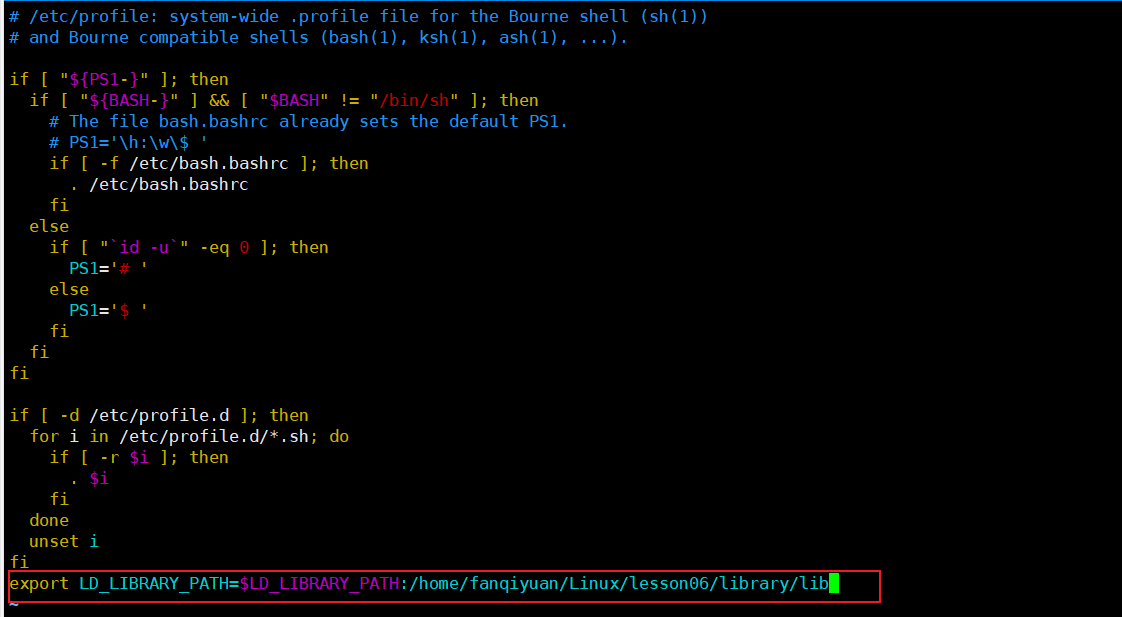 # /etc/profile: system-wide .profile file for the Bourne shell (sh(1))
# and Bourne compatible shells (bash(1), ksh(1), ash(1), ...).

if [ "${PS1-}" ]; then
  if [ "${BASH-}" ] && [ "$BASH" != "/bin/sh" ]; then
    # The file bash.bashrc already sets the default PS1.
    # PS1='\h:\w\$ '
    if [ -f /etc/bash.bashrc ]; then
      . /etc/bash.bashrc
    fi
  else
    if [ "`id -u`" -eq 0 ]; then
      PS1='# '
    else
      PS1='$ '
    fi
  fi
fi

if [ -d /etc/profile.d ]; then
  for i in /etc/profile.d/*.sh; do
    if [ -r $i ]; then
      . $i
    fi
  done
  unset i
fi
export LD_LIBRARY_PATH=$LD_LIBRARY_PATH:/home/fanqiyuan/Linux/lesson06/library/lib
~